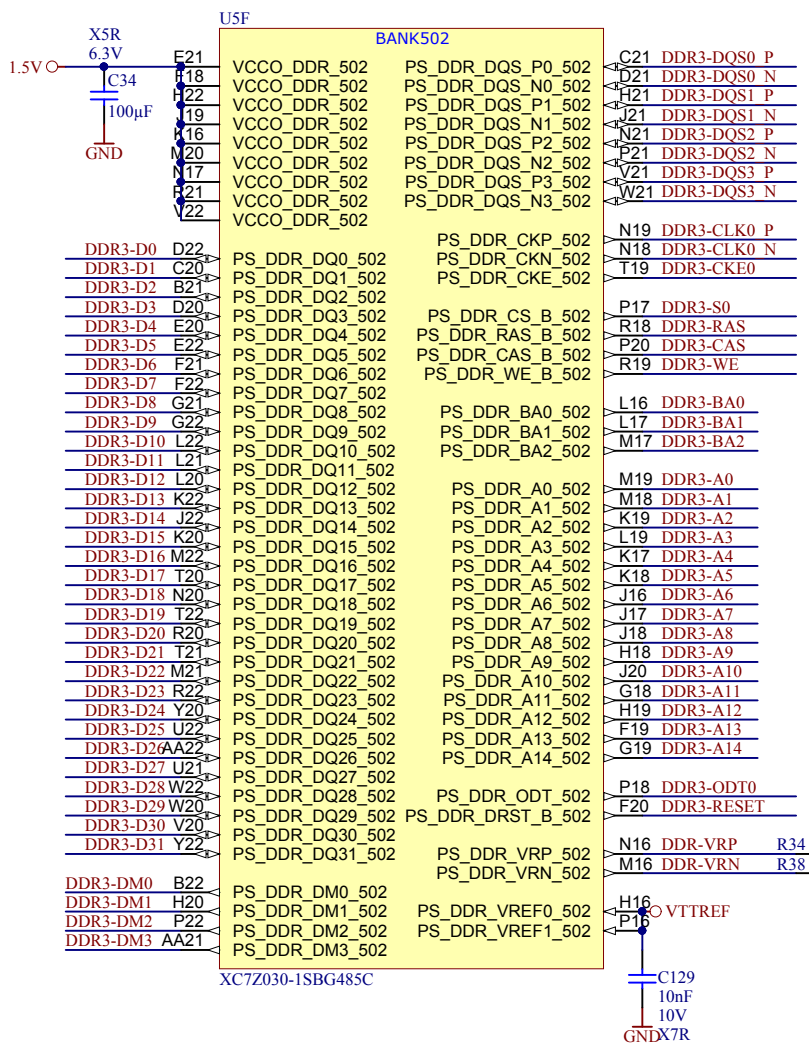 U5F
BANK502
X5R
6.3V
1.5V
C34
100µF
GND
E21 VCCO_DDR_502
F18 VCCO_DDR_502
H22 VCCO_DDR_502
J19 VCCO_DDR_502
K16 VCCO_DDR_502
M20 VCCO_DDR_502
N17 VCCO_DDR_502
R21 VCCO_DDR_502
V22 VCCO_DDR_502
DDR3-D0 D22 PS_DDR_DQ0_502
DDR3-D1 C20 PS_DDR_DQ1_502
DDR3-D2 B21 PS_DDR_DQ2_502
DDR3-D3 D20 PS_DDR_DQ3_502
DDR3-D4 E20 PS_DDR_DQ4_502
DDR3-D5 E22 PS_DDR_DQ5_502
DDR3-D6 F21 PS_DDR_DQ6_502
DDR3-D7 F22 PS_DDR_DQ7_502
DDR3-D8 G21 PS_DDR_DQ8_502
DDR3-D9 G22 PS_DDR_DQ9_502
DDR3-D10 L22 PS_DDR_DQ10_502
DDR3-D11 L21 PS_DDR_DQ11_502
DDR3-D12 L20 PS_DDR_DQ12_502
DDR3-D13 K22 PS_DDR_DQ13_502
DDR3-D14 J22 PS_DDR_DQ14_502
DDR3-D15 K20 PS_DDR_DQ15_502
DDR3-D16 M22 PS_DDR_DQ16_502
DDR3-D17 T20 PS_DDR_DQ17_502
DDR3-D18 N20 PS_DDR_DQ18_502
DDR3-D19 T22 PS_DDR_DQ19_502
DDR3-D20 R20 PS_DDR_DQ20_502
DDR3-D21 T21 PS_DDR_DQ21_502
DDR3-D22 M21 PS_DDR_DQ22_502
DDR3-D23 R22 PS_DDR_DQ23_502
DDR3-D24 Y20 PS_DDR_DQ24_502
DDR3-D25 U22 PS_DDR_DQ25_502
DDR3-D26 AA22 PS_DDR_DQ26_502
DDR3-D27 U21 PS_DDR_DQ27_502
DDR3-D28 W22 PS_DDR_DQ28_502
DDR3-D29 W20 PS_DDR_DQ29_502
DDR3-D30 V20 PS_DDR_DQ30_502
DDR3-D31 Y22 PS_DDR_DQ31_502
DDR3-DM0 B22 PS_DDR_DM0_502
DDR3-DM1 H20 PS_DDR_DM1_502
DDR3-DM2 P22 PS_DDR_DM2_502
DDR3-DM3 AA21 PS_DDR_DM3_502
PS_DDR_DQS_P0_502 C21 DDR3-DQS0_P
PS_DDR_DQS_N0_502 D21 DDR3-DQS0_N
PS_DDR_DQS_P1_502 H21 DDR3-DQS1_P
PS_DDR_DQS_N1_502 J21 DDR3-DQS1_N
PS_DDR_DQS_P2_502 N21 DDR3-DQS2_P
PS_DDR_DQS_N2_502 P21 DDR3-DQS2_N
PS_DDR_DQS_P3_502 V21 DDR3-DQS3_P
PS_DDR_DQS_N3_502 W21 DDR3-DQS3_N
PS_DDR_CKP_502 N19 DDR3-CLK0_P
PS_DDR_CKN_502 N18 DDR3-CLK0_N
PS_DDR_CKE_502 T19 DDR3-CKE0
PS_DDR_CS_B_502 P17 DDR3-S0
PS_DDR_RAS_B_502 R18 DDR3-RAS
PS_DDR_CAS_B_502 P20 DDR3-CAS
PS_DDR_WE_B_502 R19 DDR3-WE
PS_DDR_BA0_502 L16 DDR3-BA0
PS_DDR_BA1_502 L17 DDR3-BA1
PS_DDR_BA2_502 M17 DDR3-BA2
PS_DDR_A0_502 M19 DDR3-A0
PS_DDR_A1_502 M18 DDR3-A1
PS_DDR_A2_502 K19 DDR3-A2
PS_DDR_A3_502 L19 DDR3-A3
PS_DDR_A4_502 K17 DDR3-A4
PS_DDR_A5_502 K18 DDR3-A5
PS_DDR_A6_502 J16 DDR3-A6
PS_DDR_A7_502 J17 DDR3-A7
PS_DDR_A8_502 J18 DDR3-A8
PS_DDR_A9_502 H18 DDR3-A9
PS_DDR_A10_502 J20 DDR3-A10
PS_DDR_A11_502 G18 DDR3-A11
PS_DDR_A12_502 H19 DDR3-A12
PS_DDR_A13_502 F19 DDR3-A13
PS_DDR_A14_502 G19 DDR3-A14
PS_DDR_ODT_502 P18 DDR3-ODT0
PS_DDR_DRST_B_502 F20 DDR3-RESET
PS_DDR_VRP_502 N16 DDR-VRP R34
PS_DDR_VRN_502 M16 DDR-VRN R38
PS_DDR_VREF0_502 H16 VTTREF
PS_DDR_VREF1_502 P16
XC7Z030-1SBG485C
C129
10nF
10V
X7R
GND